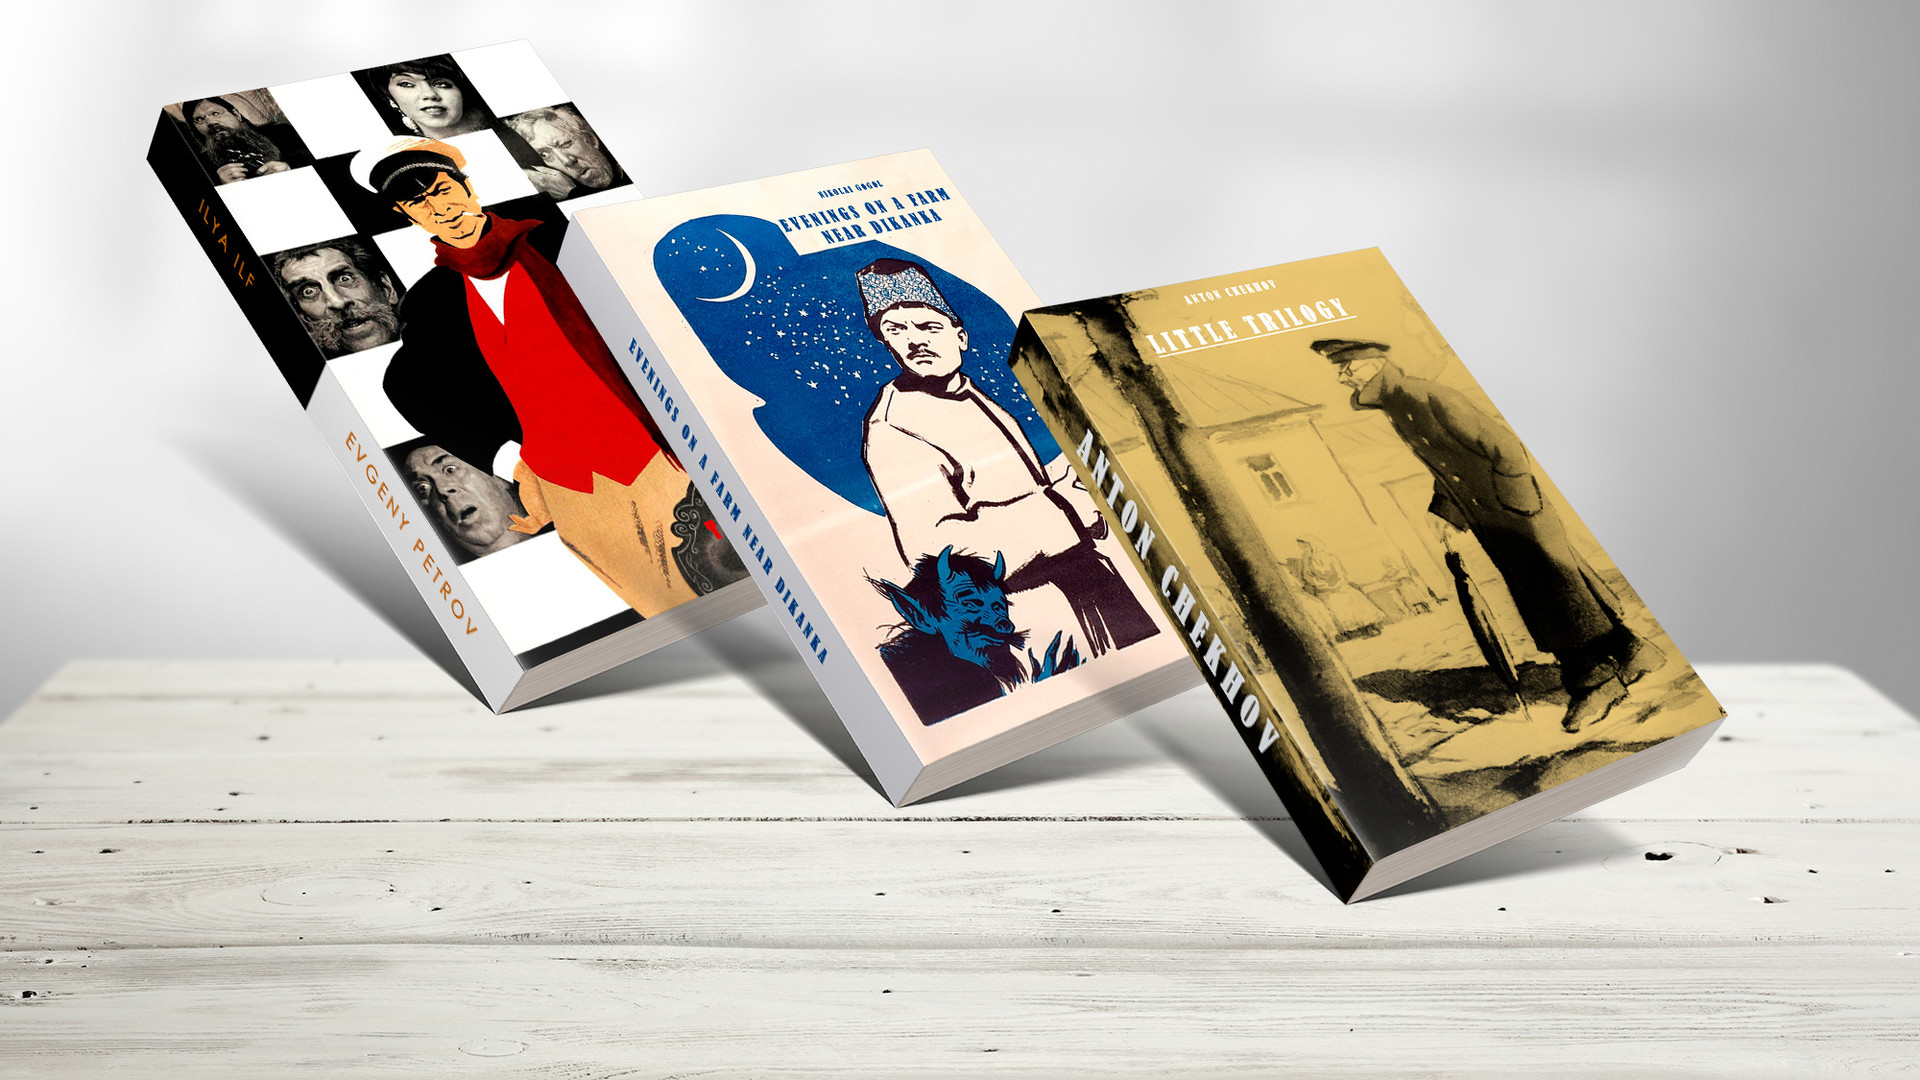 ILYA ILF
EVGENY PETROV
NIKOLAI GOGOL
EVENINGS ON A FARM
NEAR DIKANKA
EVENINGS ON A FARM NEAR DIKANKA
ANTON CHEKHOV
LITTLE TRILOGY
ANTON CHEKHOV